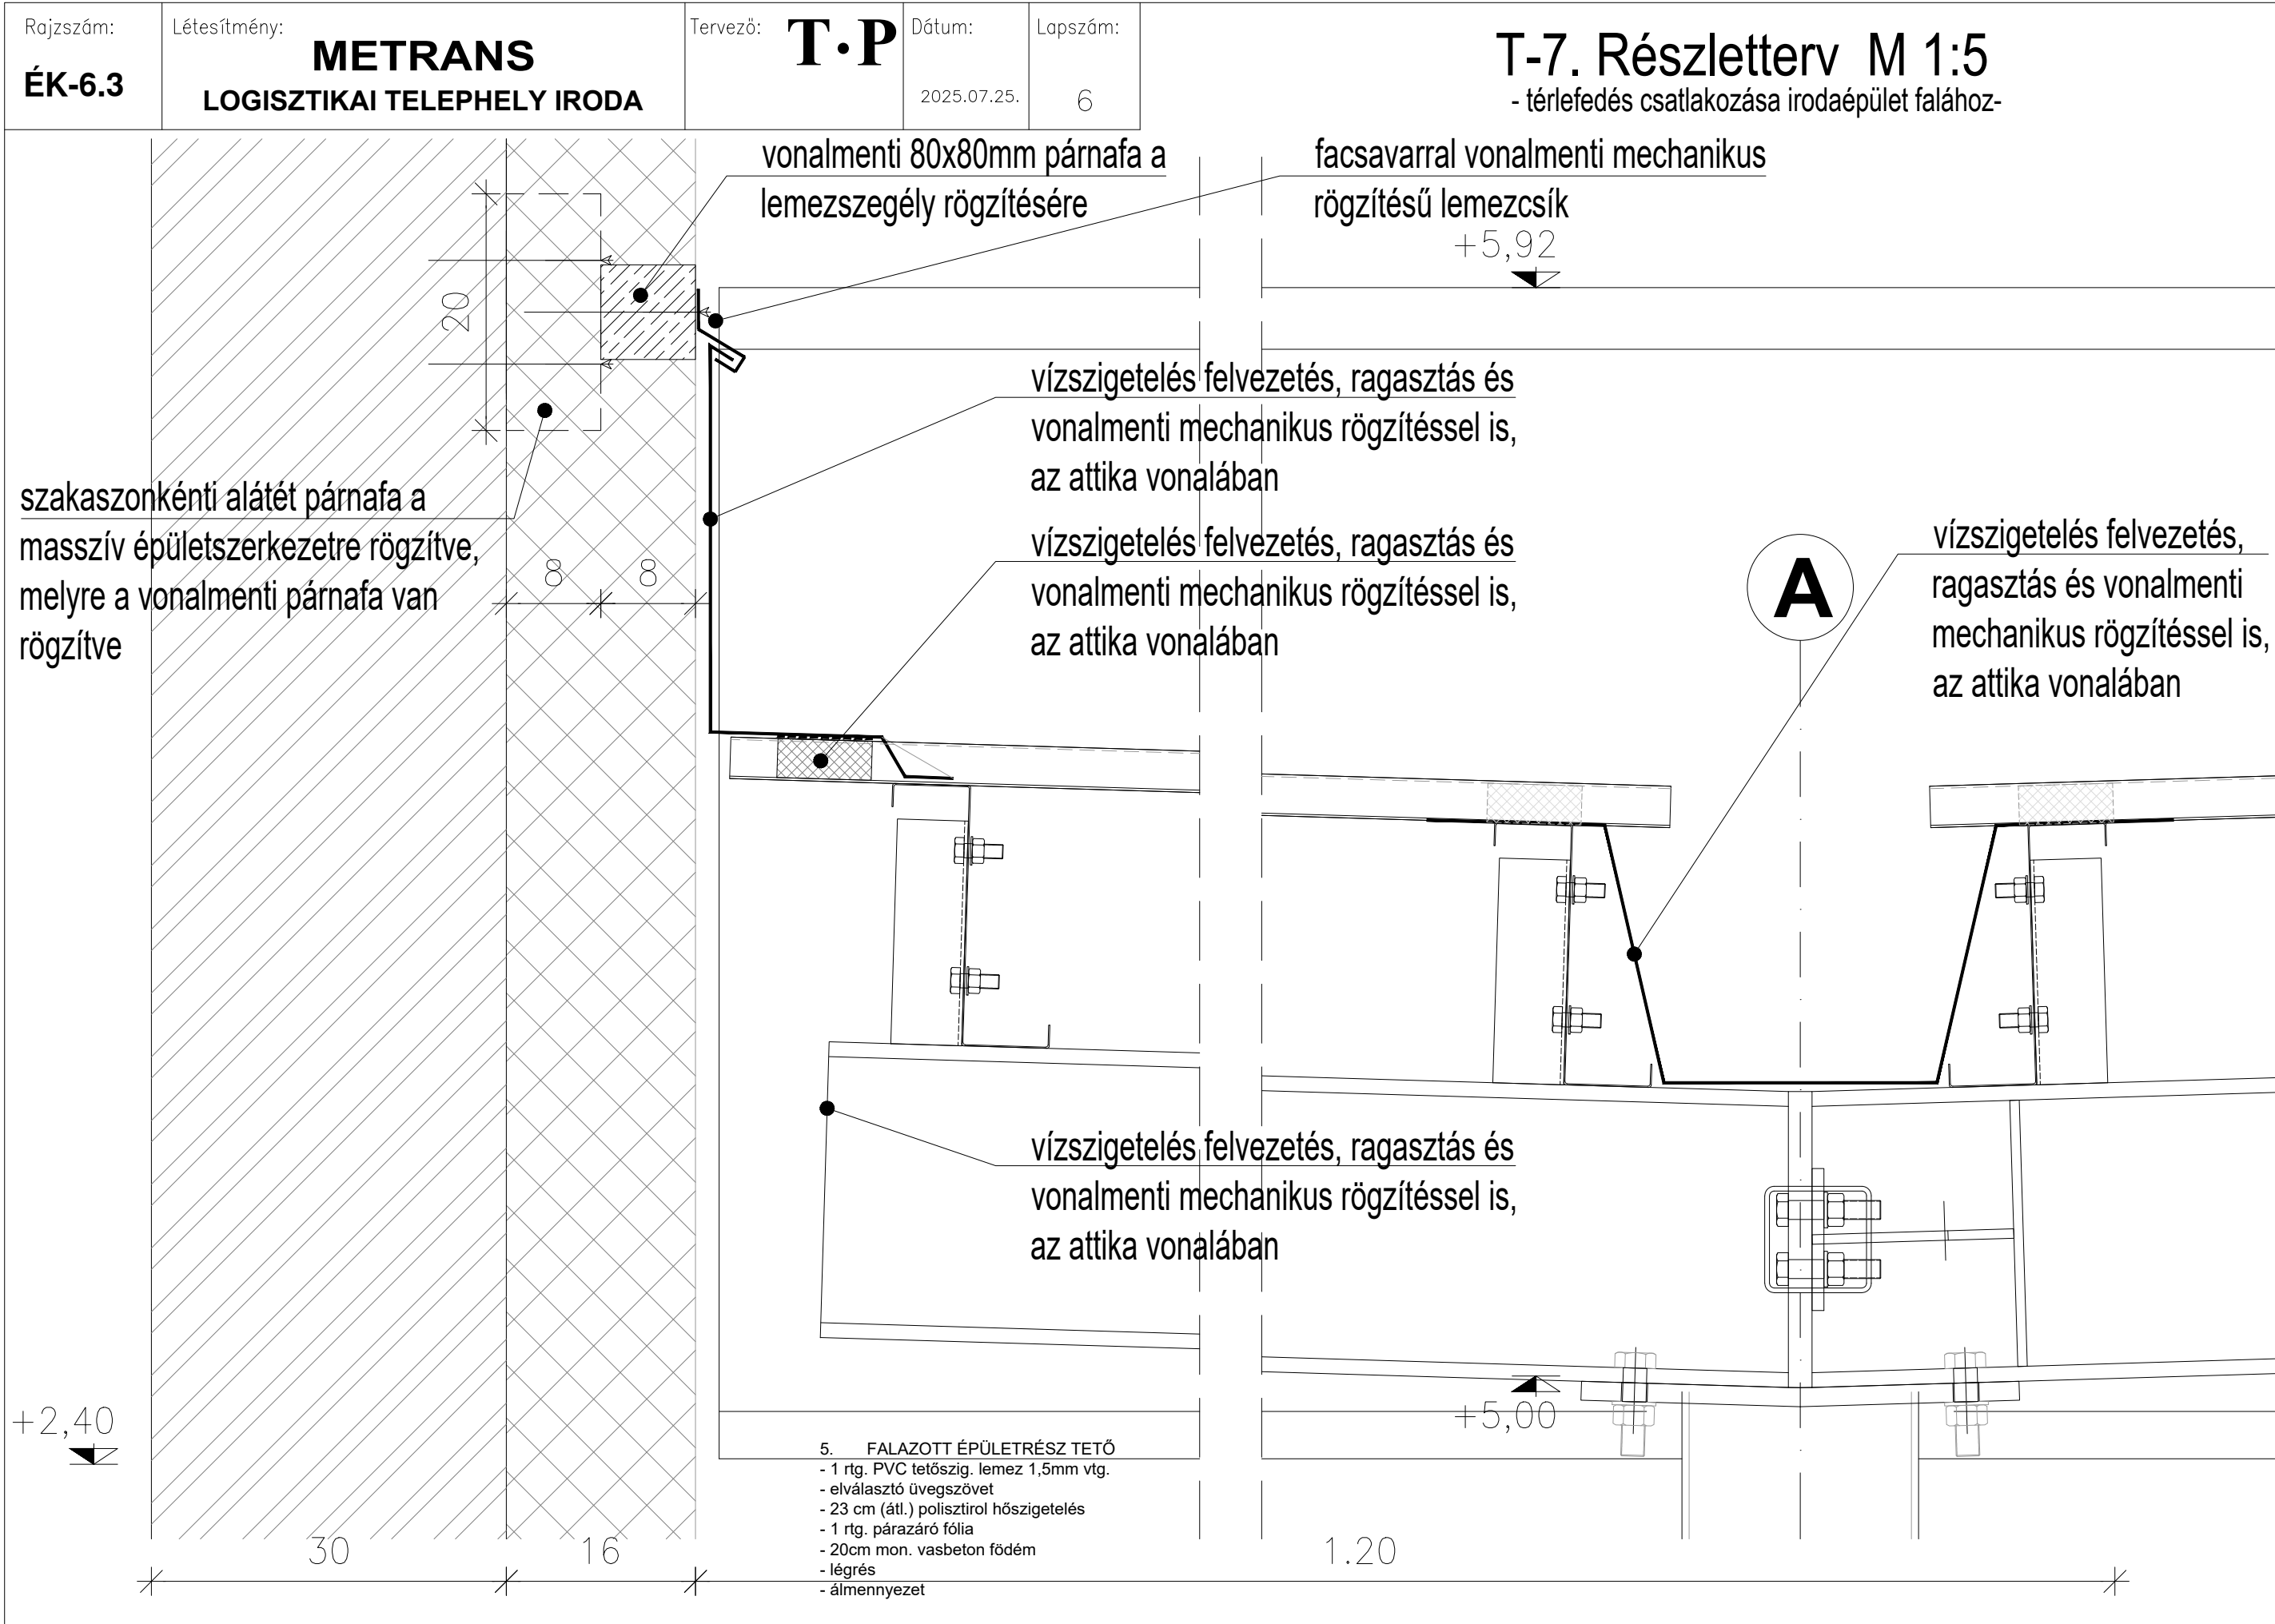 Rajzszám:
ÉK-6.3
Létesítmény:
METRANS
LOGISZTIKAI TELEPHELY IRODA
Tervező:
T·P
Dátum:
2025.07.25.
Lapszám:
6
T-7. Részletterv M 1:5
- térlefedés csatlakozása irodaépület falához-
vonalmenti 80x80mm párnafa a
lemezszegély rögzítésére
facsavarral vonalmenti mechanikus
rögzítésű lemezcsík
+5,92
20
vízszigetelés felvezetés, ragasztás és
vonalmenti mechanikus rögzítéssel is,
az attika vonalában
szakaszonkénti alátét párnafa a
masszív épületszerkezetre rögzítve,
melyre a vonalmenti párnafa van
rögzítve
8
8
vízszigetelés felvezetés, ragasztás és
vonalmenti mechanikus rögzítéssel is,
az attika vonalában
A
vízszigetelés felvezetés,
ragasztás és vonalmenti
mechanikus rögzítéssel is,
az attika vonalában
vízszigetelés felvezetés, ragasztás és
vonalmenti mechanikus rögzítéssel is,
az attika vonalában
+2,40
+5,00
5. FALAZOTT ÉPÜLETRÉSZ TETŐ
- 1 rtg. PVC tetőszig. lemez 1,5mm vtg.
- elválasztó üvegszövet
- 23 cm (átl.) polisztirol hőszigetelés
- 1 rtg. párazáró fólia
- 20cm mon. vasbeton födém
- légrés
- álmennyezet
30
16
1.20